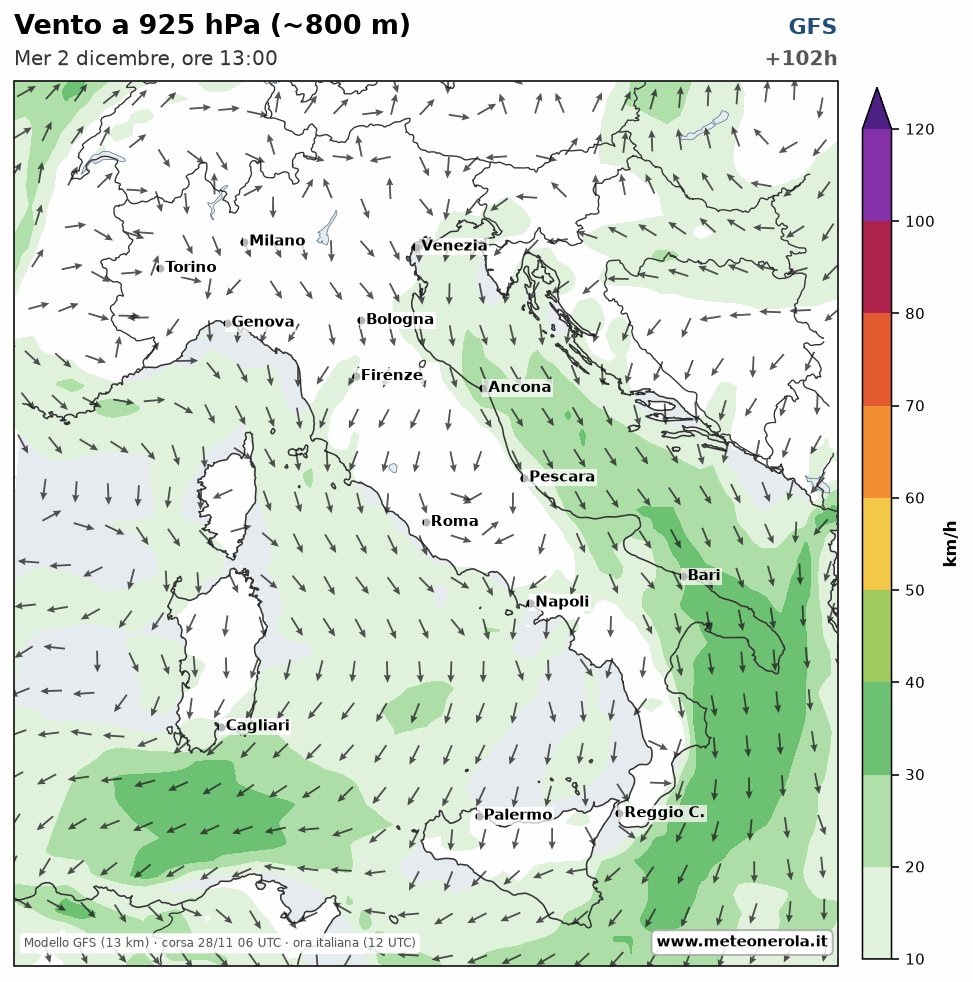 Vento a 925 hPa (~800 m)
GFS
Mer 2 dicembre, ore 13:00
+102h
Milano
Venezia
Torino
Genova
Bologna
Firenze
Ancona
Pescara
Roma
Bari
Napoli
Cagliari
Palermo
Reggio C.
120
100
80
70
60
50
40
30
20
10
km/h
Modello GFS (13 km) · corsa 28/11 06 UTC · ora italiana (12 UTC)
www.meteonerola.it